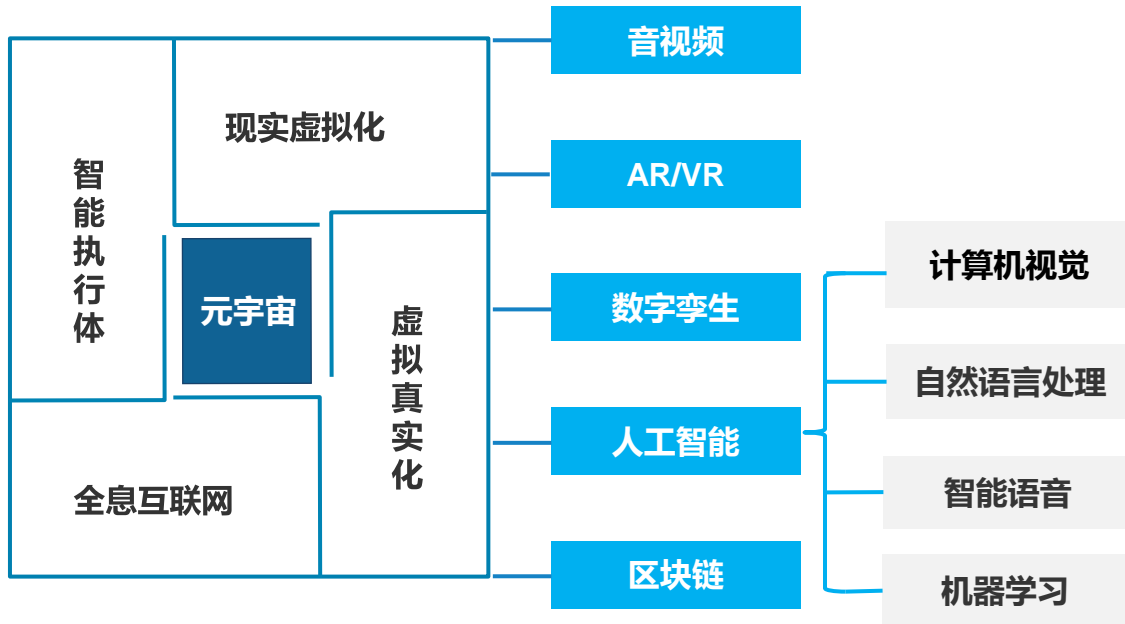 现实虚拟化
智能执行体
元宇宙
虚拟真实化
全息互联网
音视频
AR/VR
数字孪生
人工智能
区块链
计算机视觉
自然语言处理
智能语音
机器学习